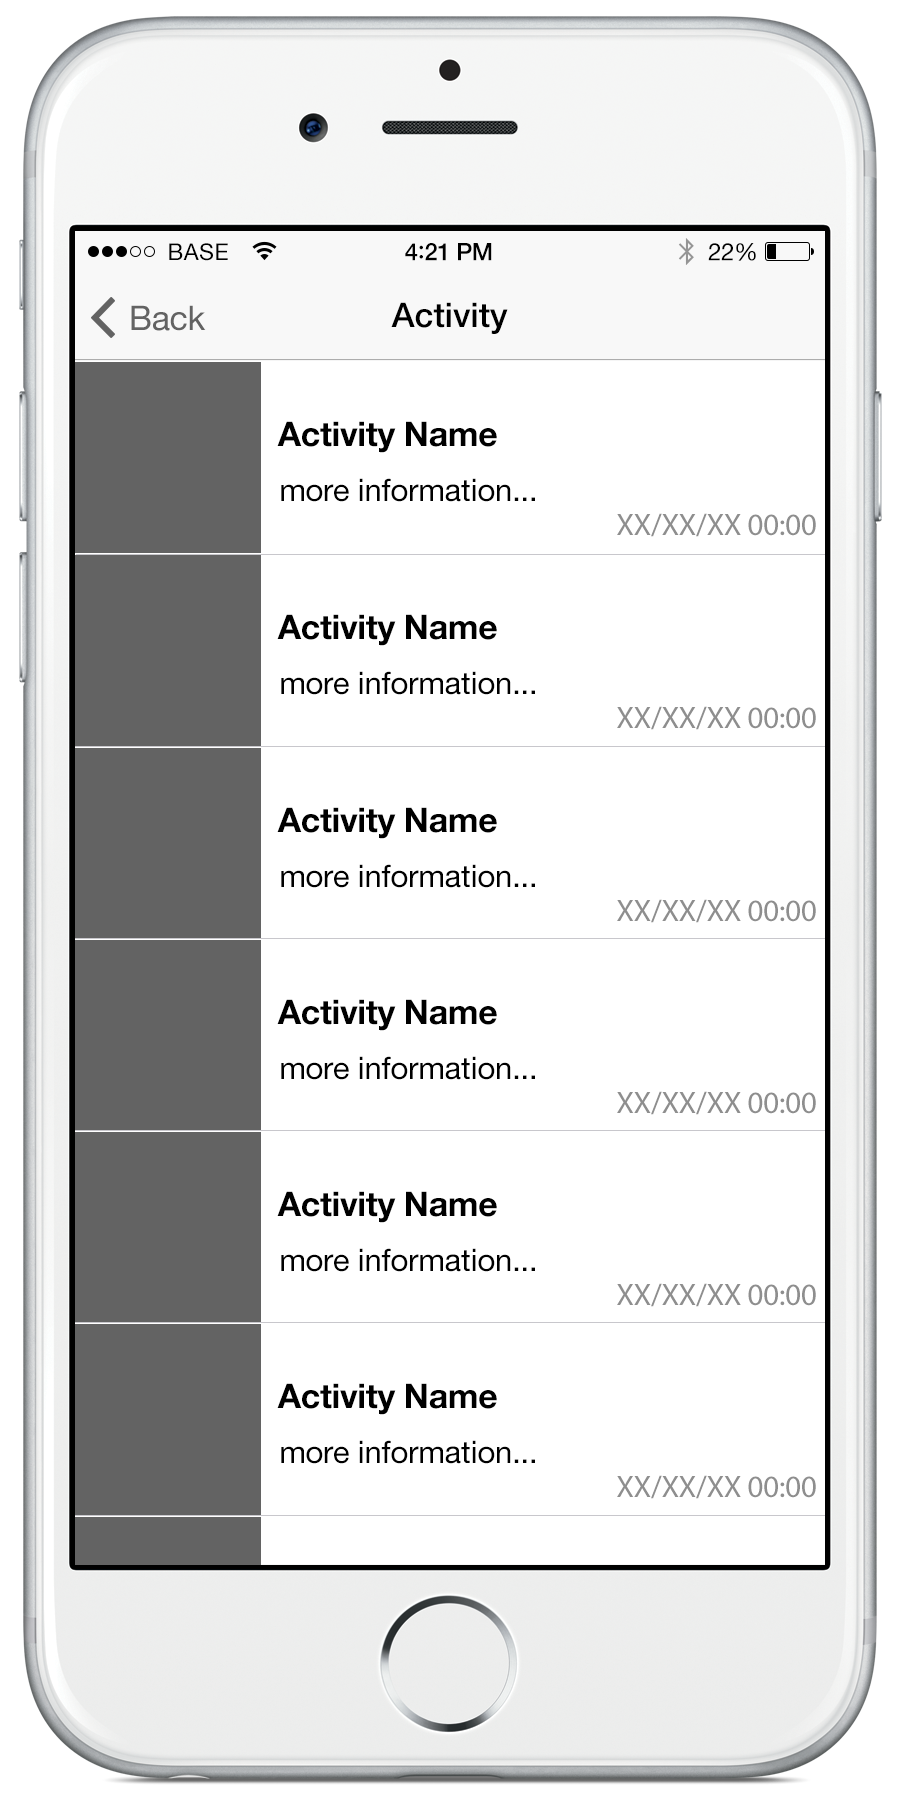 BASE 4:21 PM 22%
Back Activity
Activity Name
more information...
XX/XX/XX 00:00
Activity Name
more information...
XX/XX/XX 00:00
Activity Name
more information...
XX/XX/XX 00:00
Activity Name
more information...
XX/XX/XX 00:00
Activity Name
more information...
XX/XX/XX 00:00
Activity Name
more information...
XX/XX/XX 00:00